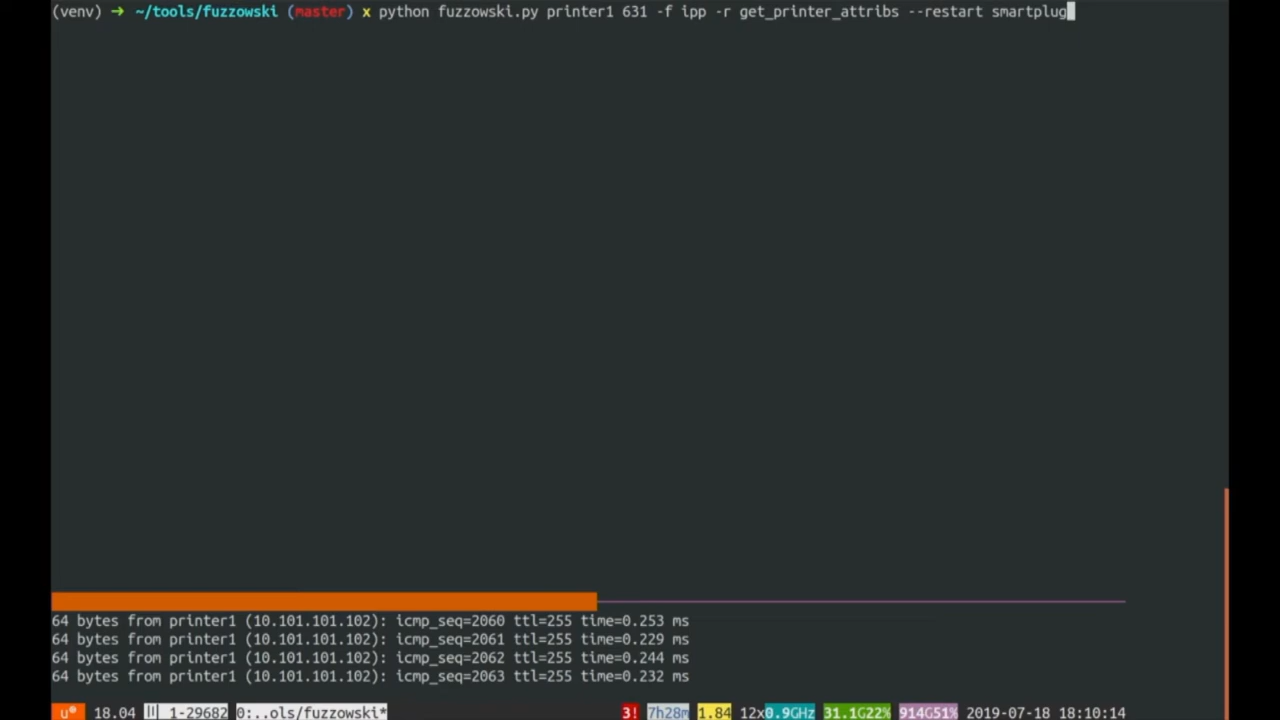 (venv) ➜ ~/tools/fuzzowski (master) x python fuzzowski.py printer1 631 -f ipp -r get_printer_attribs --restart smartplug
64 bytes from printer1 (10.101.101.102): icmp_seq=2060 ttl=255 time=0.253 ms
64 bytes from printer1 (10.101.101.102): icmp_seq=2061 ttl=255 time=0.229 ms
64 bytes from printer1 (10.101.101.102): icmp_seq=2062 ttl=255 time=0.244 ms
64 bytes from printer1 (10.101.101.102): icmp_seq=2063 ttl=255 time=0.232 ms
u® 18.04 1-29682 0:..ols/fuzzowski* 3! 7h28m 1.84 12x0.9GHz 31.1G22% 914G51% 2019-07-18 18:10:14